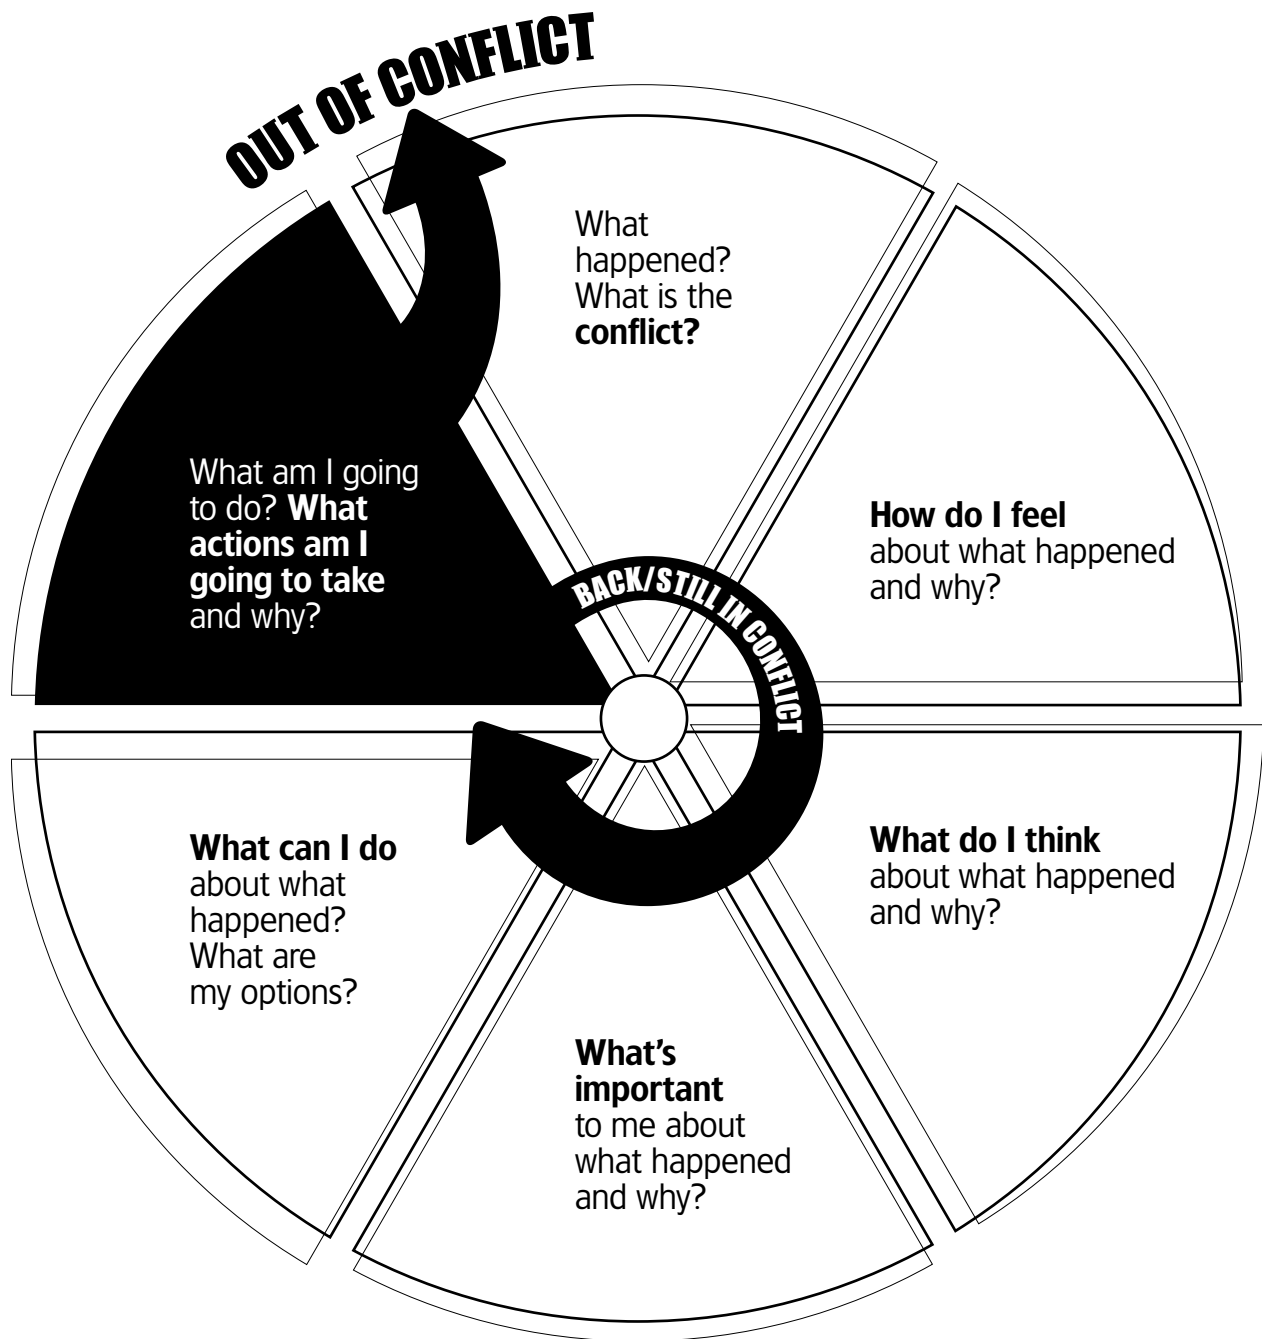 OUT OF CONFLICT
What
happened?
What is the
conflict?
How do I feel
about what happened
and why?
What do I think
about what happened
and why?
What's
important
to me about
what happened
and why?
What can I do
about what
happened?
What are
my options?
What am I going
to do? What
actions am I
going to take
and why?
BACK/STILL IN CONFLICT